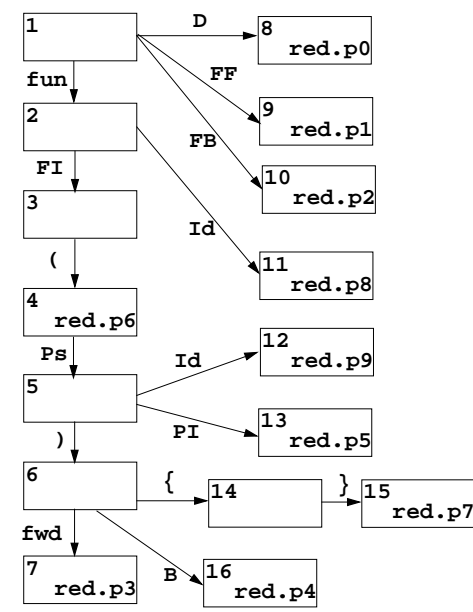 1
D
8
red.p0
FF
fun
9
red.p1
2
FB
10
red.p2
FI
3
Id
11
red.p8
(
4
red.p6
12
red.p9
Ps
Id
5
13
red.p5
PI
)
6
{
14
}
15
red.p7
fwd
7
red.p3
B
16
red.p4